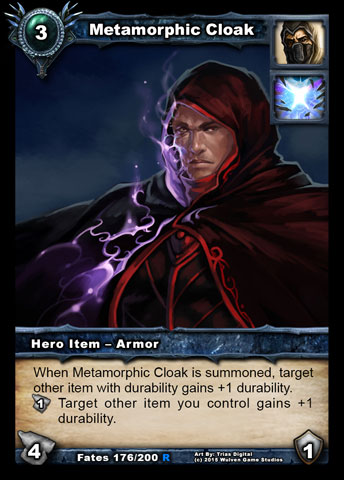 3
Metamorphic Cloak
Hero Item – Armor
When Metamorphic Cloak is summoned, target
other item with durability gains +1 durability.
1 Target other item you control gains +1
durability.
4
Fates 176/200 R
Art By: Trias Digital
(c) 2015 Wulven Game Studios
1